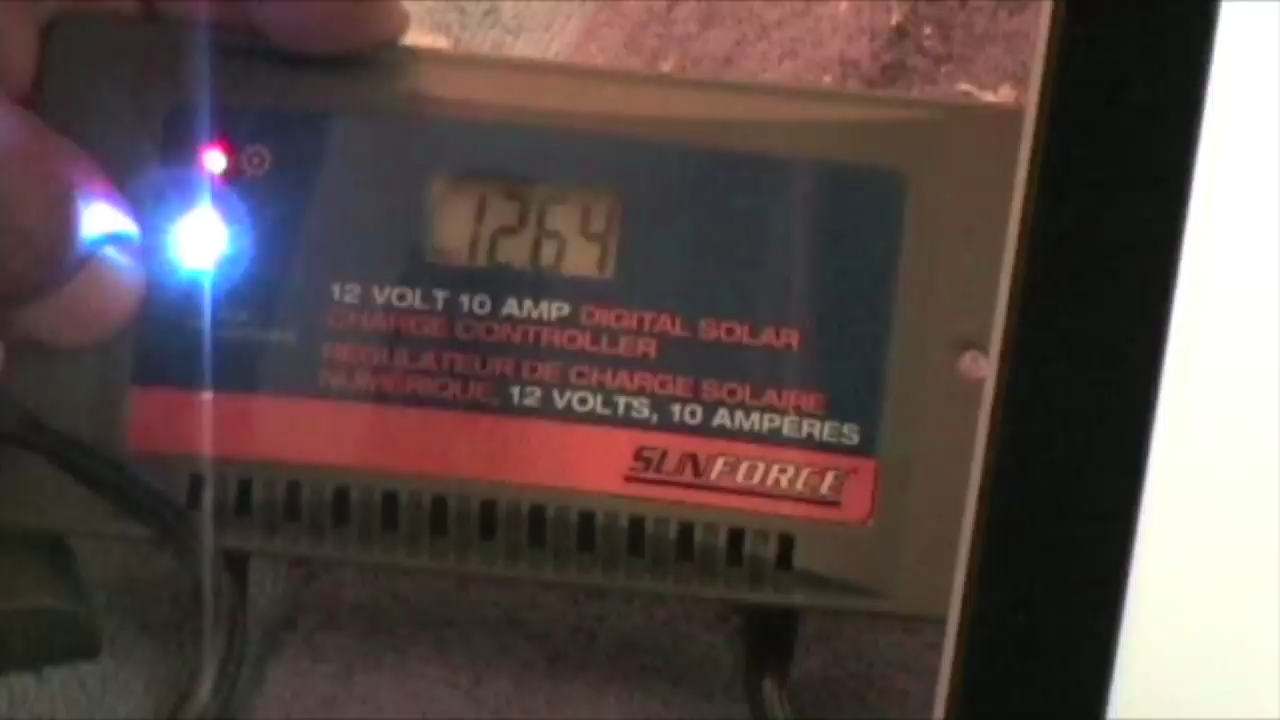 12.64
12 VOLT 10 AMP DIGITAL SOLAR
CHARGE CONTROLLER
RÉGULATEUR DE CHARGE SOLAIRE
NUMÉRIQUE, 12 VOLTS, 10 AMPÈRES
SUNFORCE